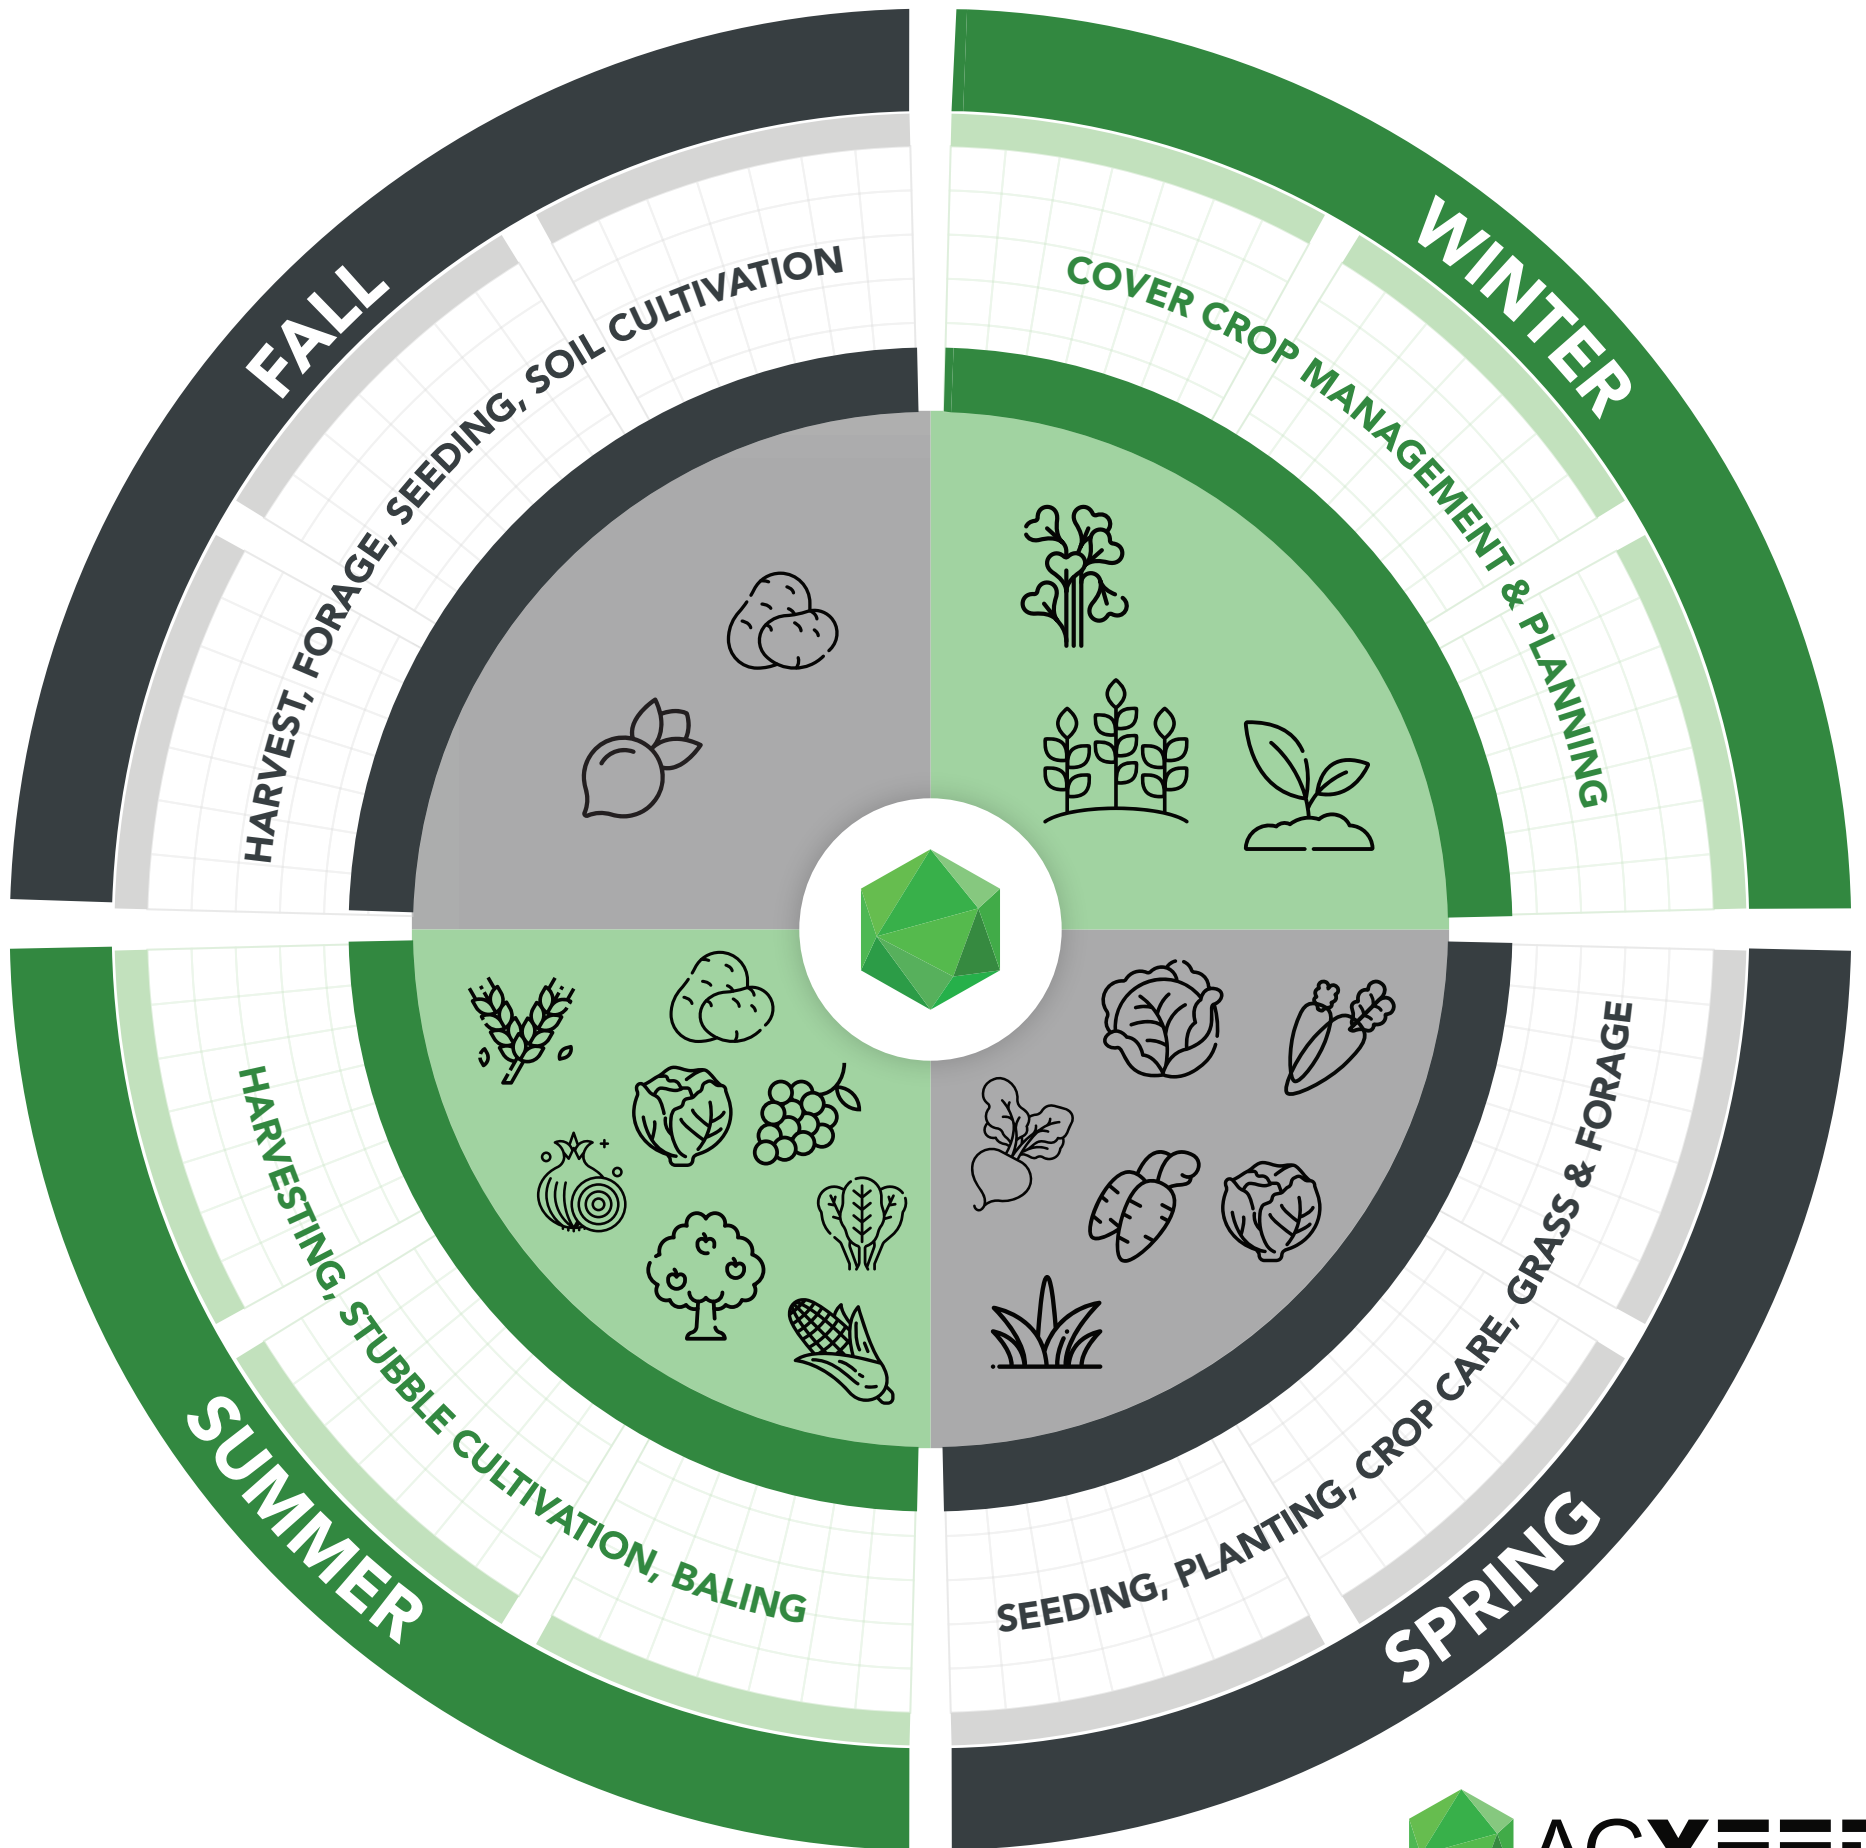 FALL
HARVEST, FORAGE, SEEDING, SOIL CULTIVATION
WINTER
COVER CROP MANAGEMENT & PLANNING
SUMMER
HARVESTING, STUBBLE CULTIVATION, BALING
SPRING
SEEDING, PLANTING, CROP CARE, GRASS & FORAGE